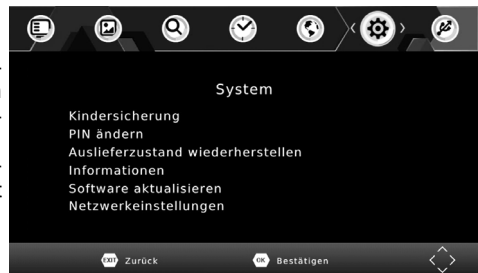 System
Kindersicherung
PIN ändern
Auslieferzustand wiederherstellen
Informationen
Software aktualisieren
Netzwerkeinstellungen
EXIT Zurück OK Bestätigen